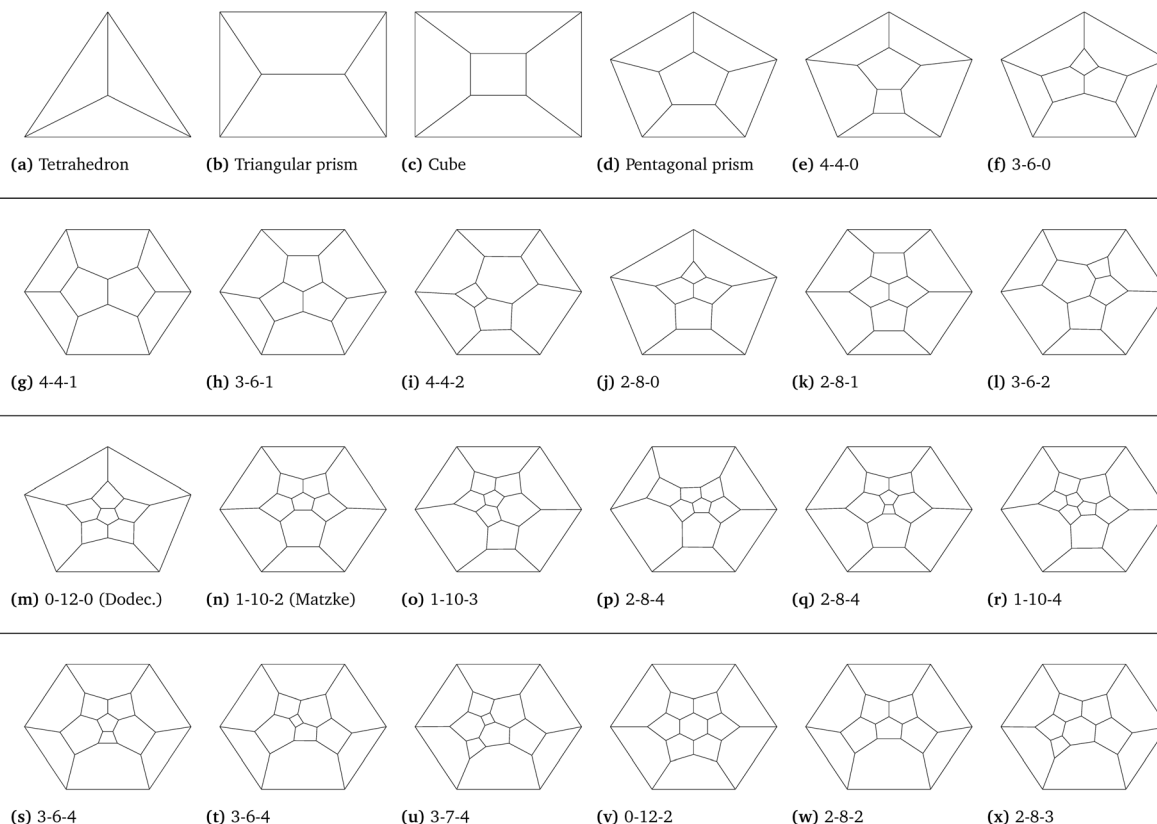 (a) Tetrahedron
(b) Triangular prism
(c) Cube
(d) Pentagonal prism
(e) 4-4-0
(f) 3-6-0
(g) 4-4-1
(h) 3-6-1
(i) 4-4-2
(j) 2-8-0
(k) 2-8-1
(l) 3-6-2
(m) 0-12-0 (Dodec.)
(n) 1-10-2 (Matzke)
(o) 1-10-3
(p) 2-8-4
(q) 2-8-4
(r) 1-10-4
(s) 3-6-4
(t) 3-6-4
(u) 3-7-4
(v) 0-12-2
(w) 2-8-2
(x) 2-8-3